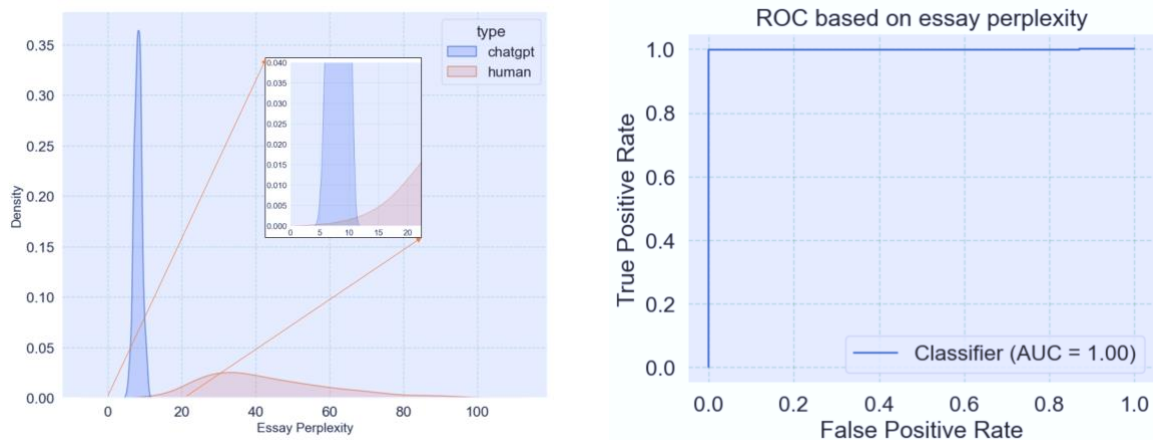 0.35
0.30
0.25
0.20
0.15
0.10
0.05
0.00
Density
0 20 40 60 80 100
Essay Perplexity
type
chatgpt
human
0.040
0.035
0.030
0.025
0.020
0.015
0.010
0.005
0.000
0 5 10 15 20
ROC based on essay perplexity
1.0
0.8
0.6
0.4
0.2
0.0
True Positive Rate
Classifier (AUC = 1.00)
0.0 0.2 0.4 0.6 0.8 1.0
False Positive Rate